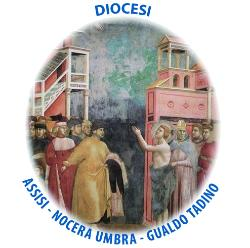 DIOCESI
ASSISI - NOCERA UMBRA - GUALDO TADINO